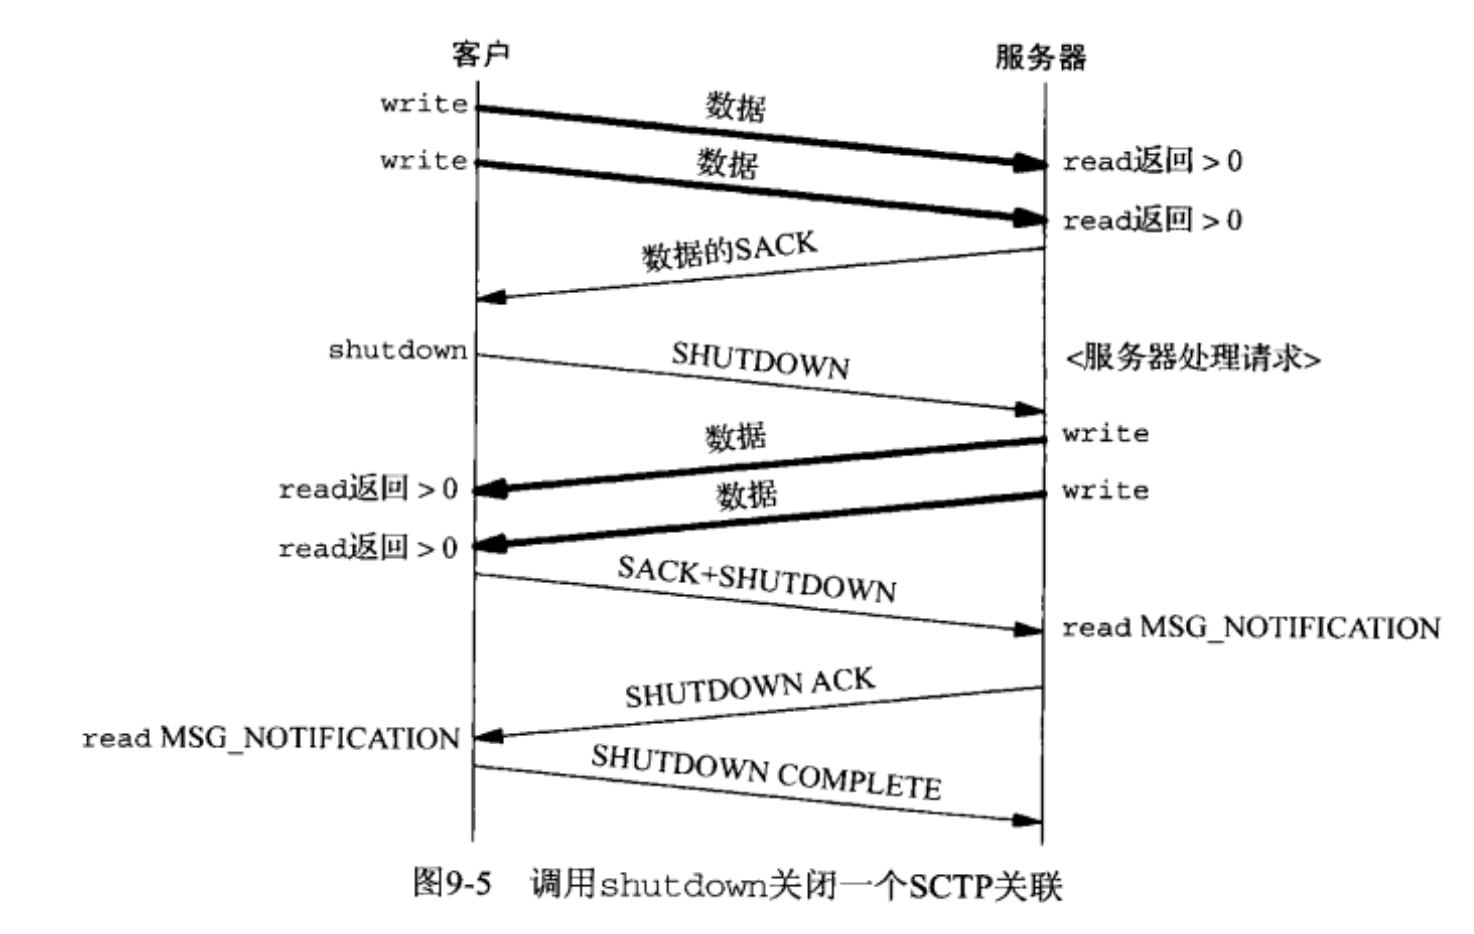 客户
服务器
write
数据
write
数据
read返回 > 0
read返回 > 0
数据的SACK
shutdown
SHUTDOWN
<服务器处理请求>
数据
write
read返回 > 0
数据
write
read返回 > 0
SACK+SHUTDOWN
read MSG_NOTIFICATION
SHUTDOWN ACK
read MSG_NOTIFICATION
SHUTDOWN COMPLETE
图9-5 调用shutdown关闭一个SCTP关联